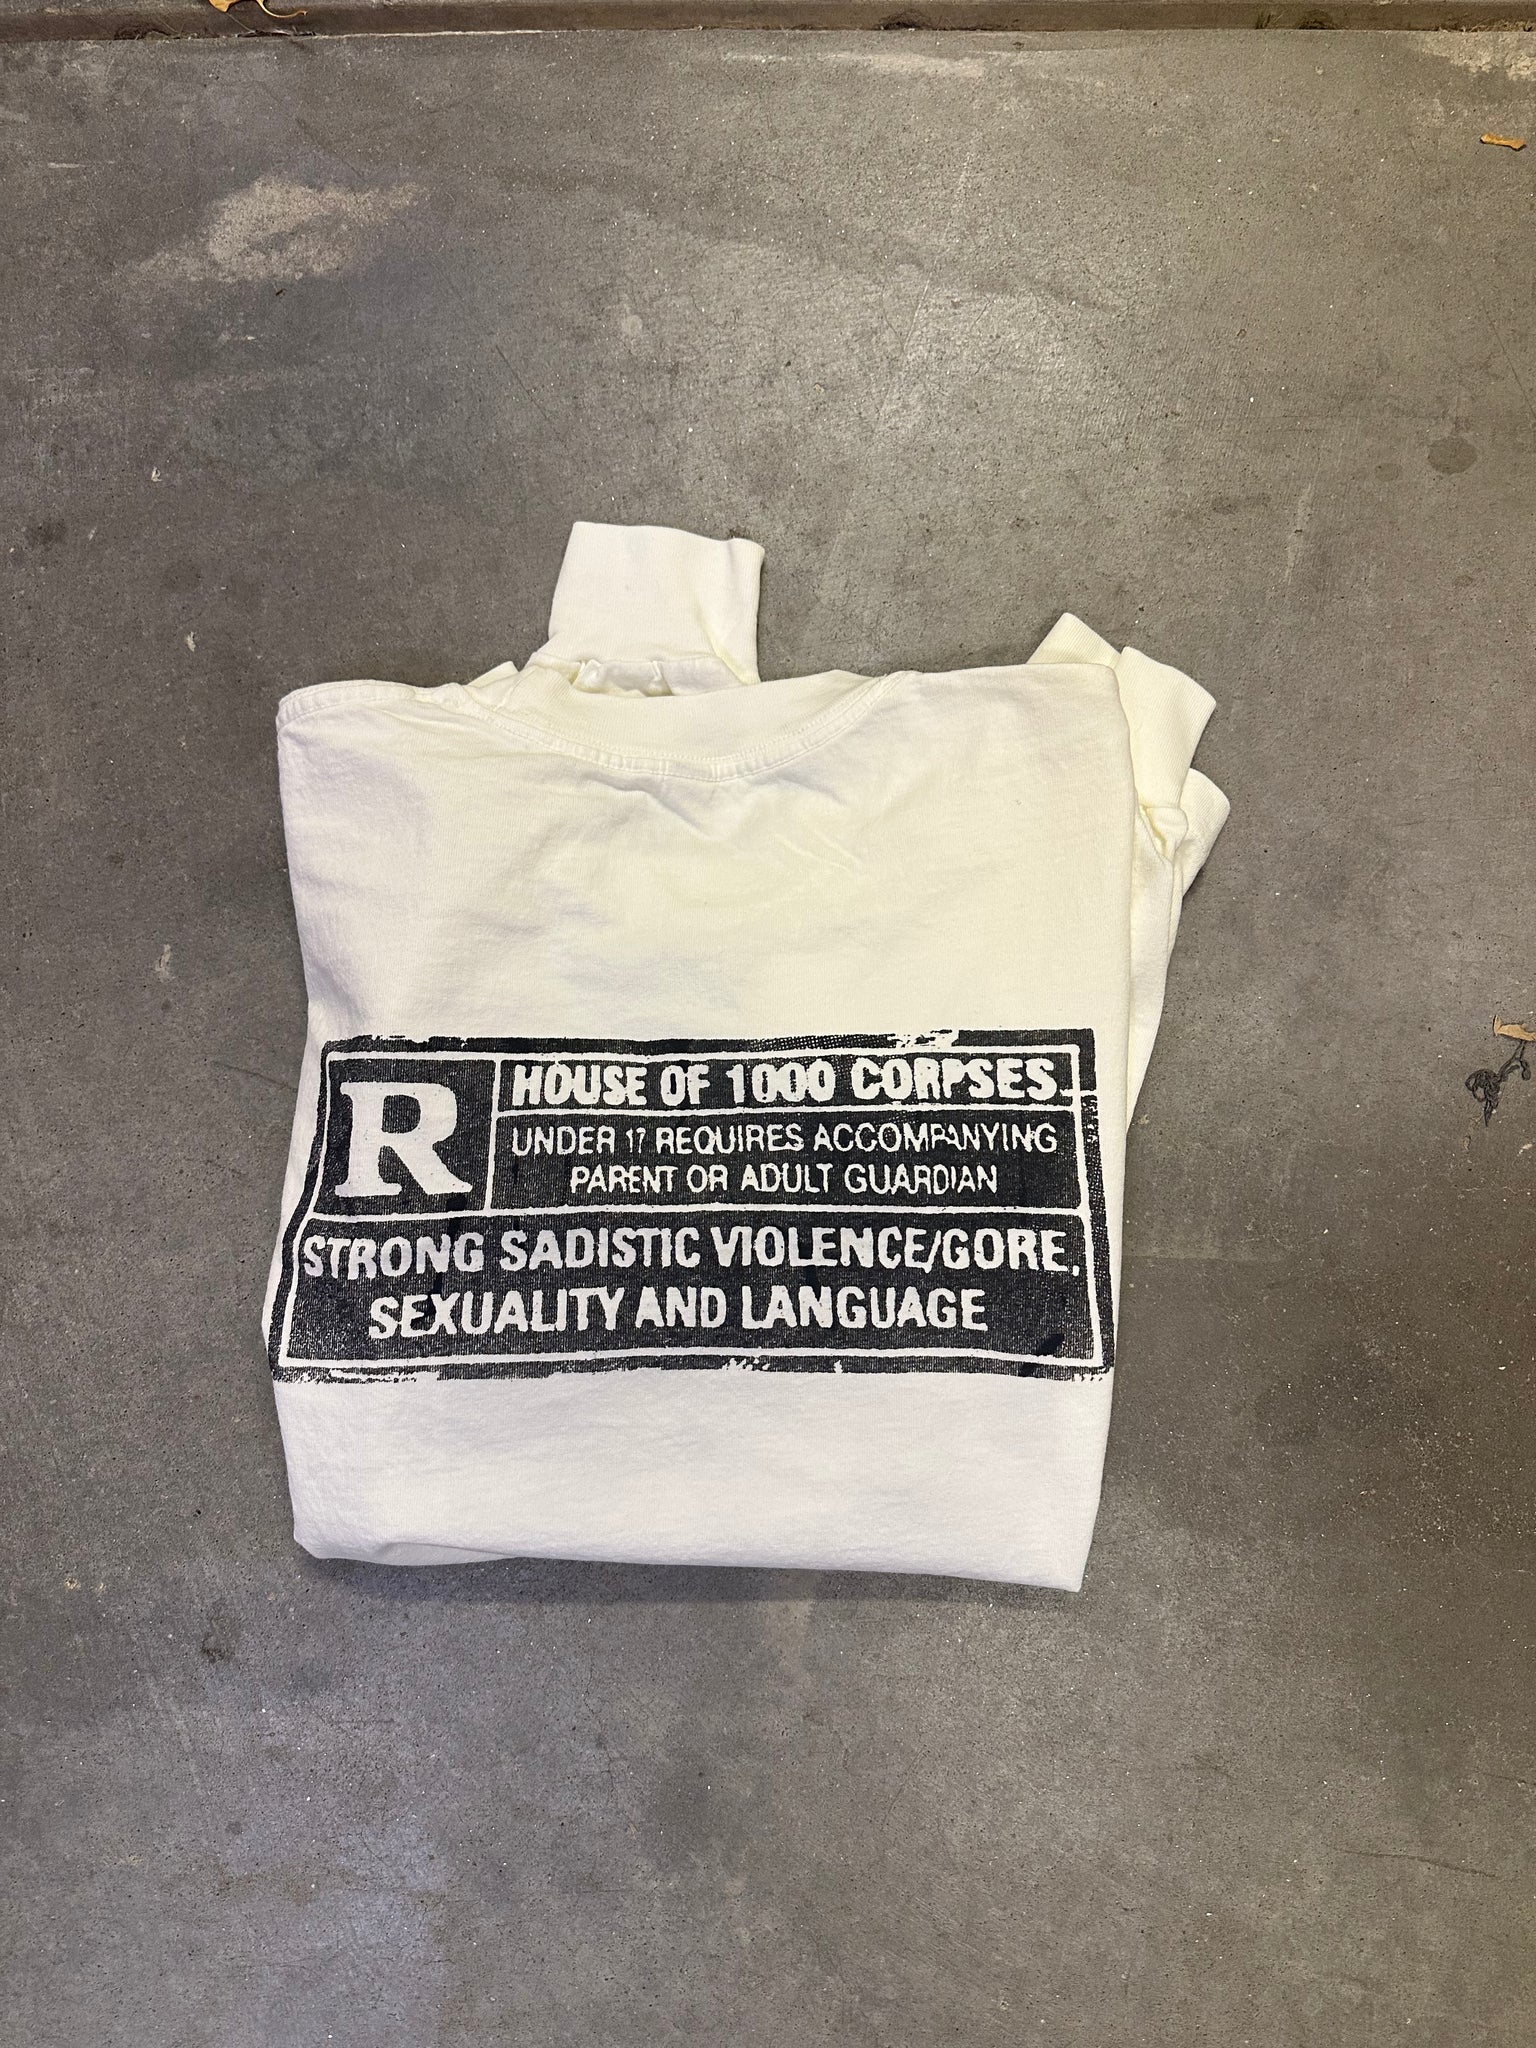 R
HOUSE OF 1000 CORPSES
UNDER 17 REQUIRES ACCOMPANYING
PARENT OR ADULT GUARDIAN
STRONG SADISTIC VIOLENCE/GORE,
SEXUALITY AND LANGUAGE